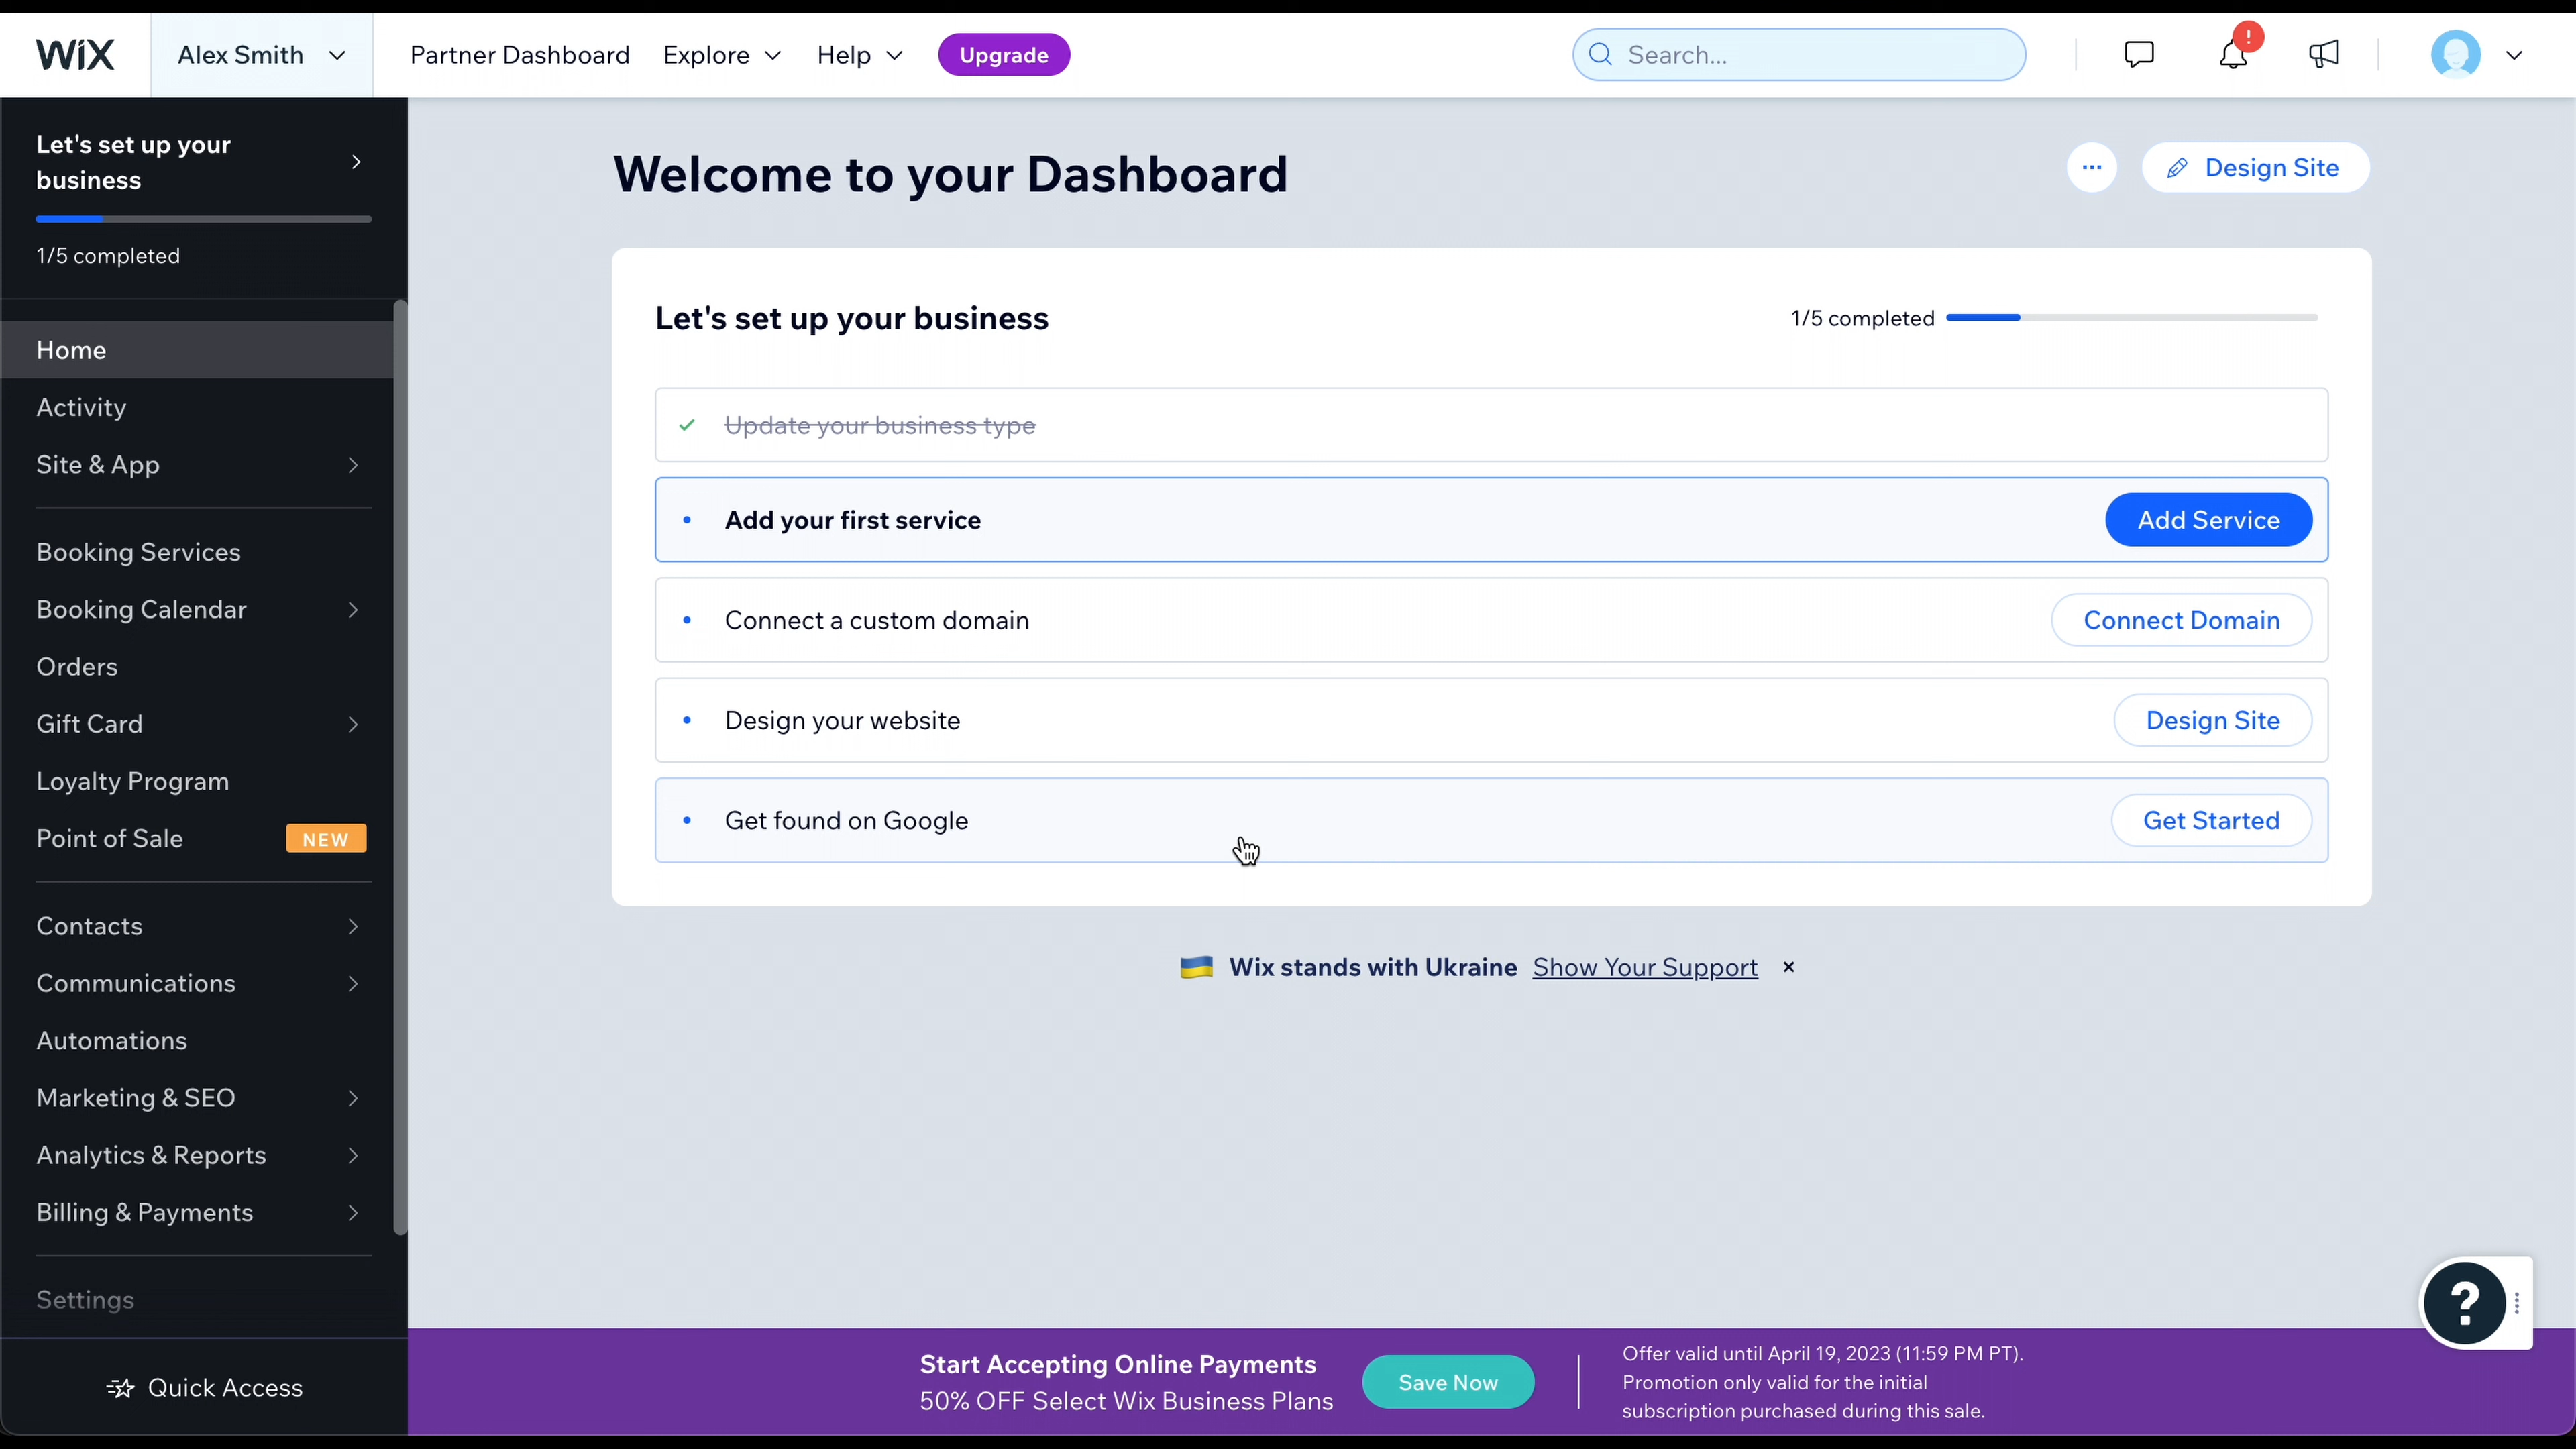 WiX
Alex Smith
Partner Dashboard
Explore
Help
Upgrade
Search...
!
Let's set up your
business
1/5 completed
Home
Activity
Site & App
Booking Services
Booking Calendar
Orders
Gift Card
Loyalty Program
Point of Sale
NEW
Contacts
Communications
Automations
Marketing & SEO
Analytics & Reports
Billing & Payments
Settings
Quick Access
Welcome to your Dashboard
...
Design Site
Let's set up your business
1/5 completed
Update your business type
Add your first service
Add Service
Connect a custom domain
Connect Domain
Design your website
Design Site
Get found on Google
Get Started
Wix stands with Ukraine Show Your Support ×
?
Start Accepting Online Payments
50% OFF Select Wix Business Plans
Save Now
Offer valid until April 19, 2023 (11:59 PM PT).
Promotion only valid for the initial
subscription purchased during this sale.